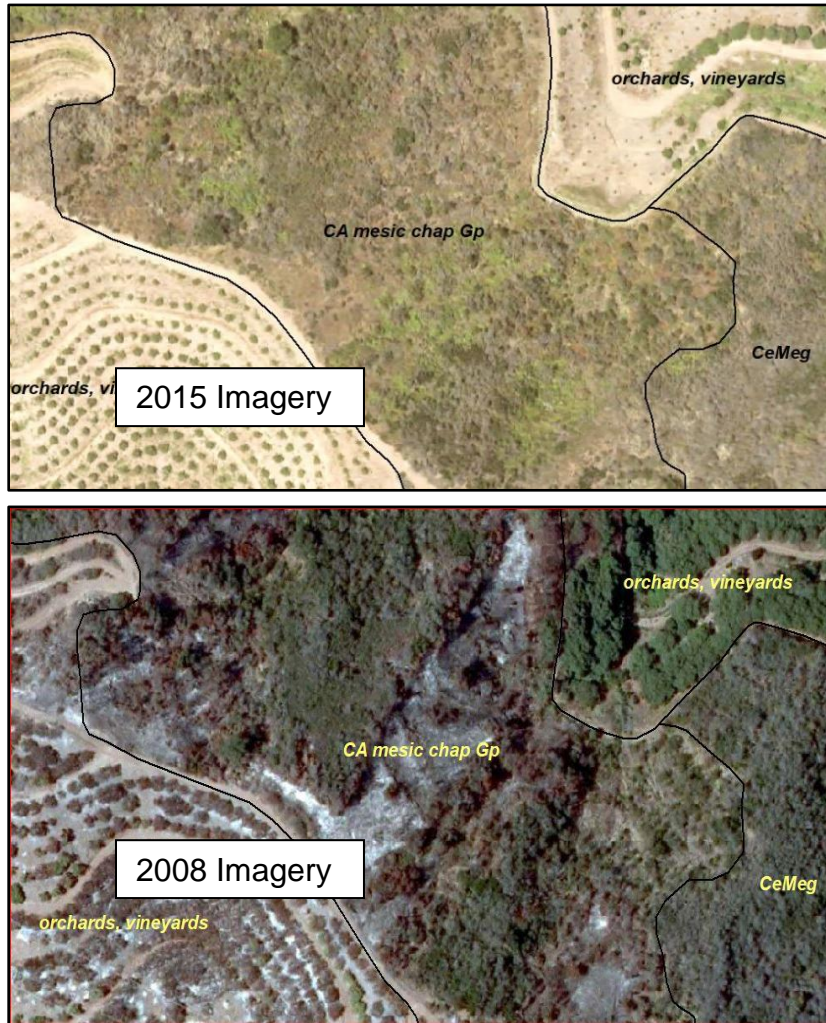 orchards, vineyards
CA mesic chap Gp
CeMeg
orchards, vi
2015 Imagery
orchards, vineyards
CA mesic chap Gp
2008 Imagery
CeMeg
orchards, vineyards